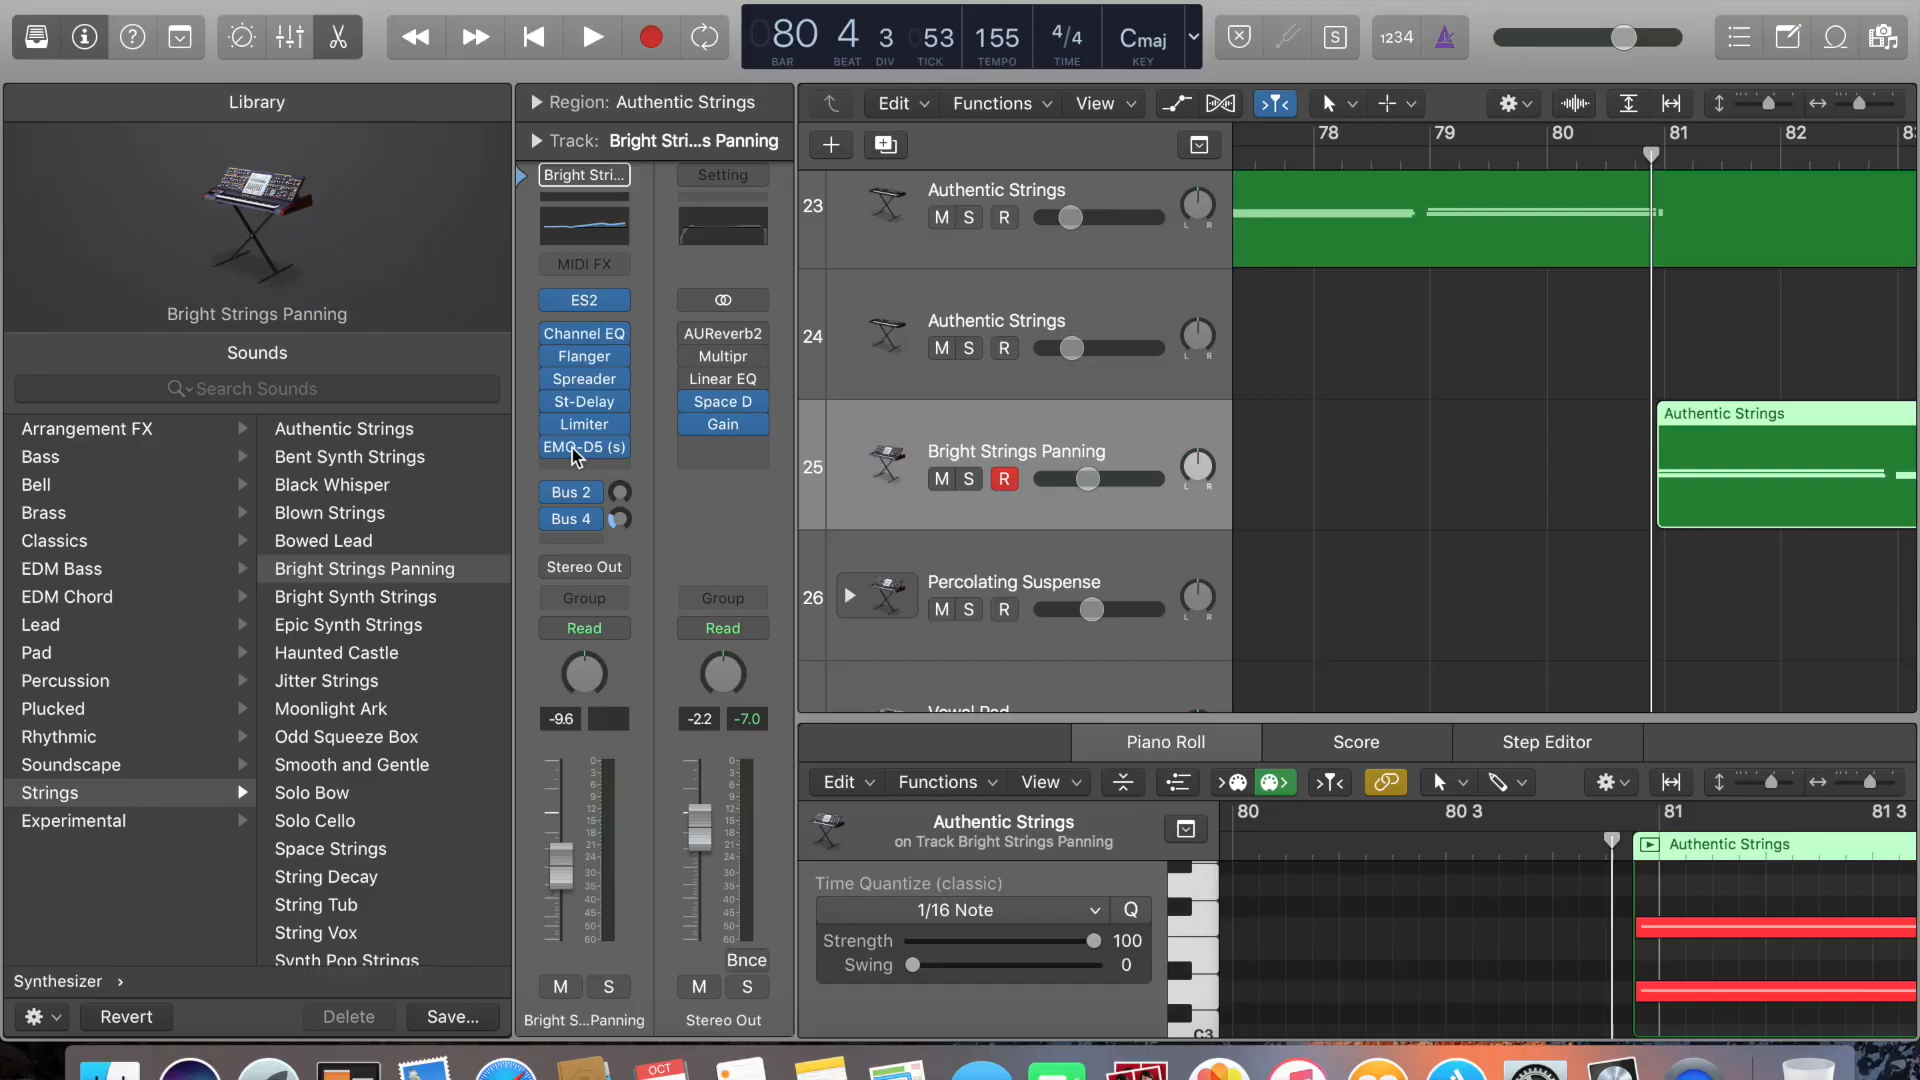 1234
80 4 3 53 155 4/4 Cmaj
BAR BEAT DIV TICK TEMPO TIME KEY
S
Library
Bright Strings Panning
Sounds
Search Sounds
Arrangement FX
Bass
Bell
Brass
Classics
EDM Bass
EDM Chord
Lead
Pad
Percussion
Plucked
Rhythmic
Soundscape
Strings
Experimental
Authentic Strings
Bent Synth Strings
Black Whisper
Blown Strings
Bowed Lead
Bright Strings Panning
Bright Synth Strings
Epic Synth Strings
Haunted Castle
Jitter Strings
Moonlight Ark
Odd Squeeze Box
Smooth and Gentle
Solo Bow
Solo Cello
Space Strings
String Decay
String Tub
String Vox
Synth Pop Strings
Synthesizer
Revert Delete Save...
Region: Authentic Strings
Track: Bright Stri...s Panning
Bright Stri... Setting
MIDI FX
ES2
Channel EQ AUReverb2
Flanger Multipr
Spreader Linear EQ
St-Delay Space D
Limiter Gain
EMO-D5 (s)
Bus 2
Bus 4
Stereo Out
Group Group
Read Read
-9.6 -2.2 -7.0
Bnce
M S M S
Bright S...Panning Stereo Out
Edit Functions View
78 79 80 81 82
23 Authentic Strings
M S R
24 Authentic Strings
M S R
25 Bright Strings Panning
M S R
Authentic Strings
26 Percolating Suspense
M S R
Vowel Pad
Piano Roll Score Step Editor
Edit Functions View
80 80 3 81 81 3
Authentic Strings
on Track Bright Strings Panning
Authentic Strings
Time Quantize (classic)
1/16 Note Q
Strength 100
Swing 0
C3
OCT